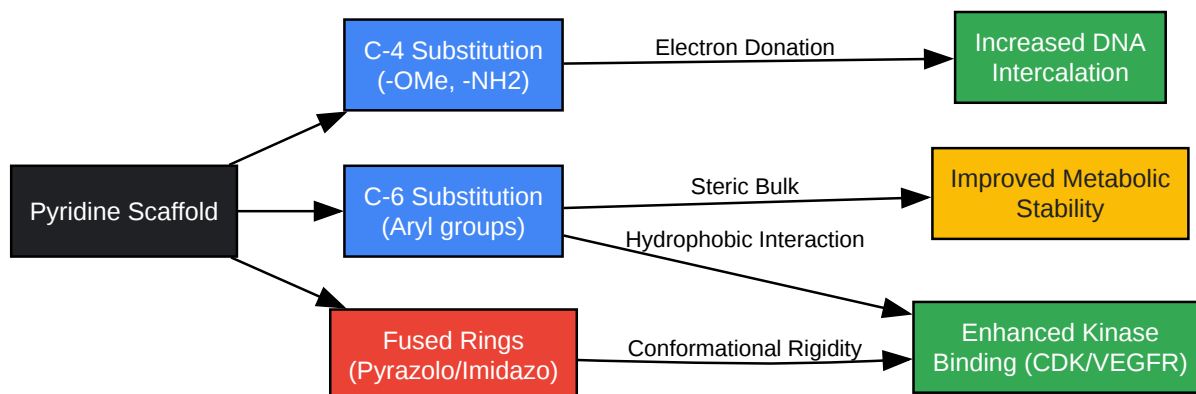 C-4 Substitution
(-OMe, -NH2)
Electron Donation
Increased DNA
Intercalation
Pyridine Scaffold
C-6 Substitution
(Aryl groups)
Steric Bulk
Hydrophobic Interaction
Improved Metabolic
Stability
Fused Rings
(Pyrazolo/Imidazo)
Conformational Rigidity
Enhanced Kinase
Binding (CDK/VEGFR)